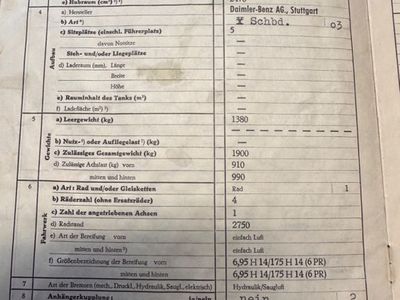 e) Hubraum (cm³)
4 a) Hersteller Daimler-Benz AG., Stuttgart
b) Art Schbd. 03
c) Sitzplätze (einschl. Führerplatz) 5
davon Notsitze —
Steh- und/oder Liegeplätze —
d) Laderaum (mm), Länge —
Breite —
Höhe —
e) Rauminhalt des Tanks (m³) —
f) Ladefläche (m²) —
Aufbau
5 a) Leergewicht (kg) 1380
b) Nutz- oder Aufliegelast (kg)
c) Zulässiges Gesamtgewicht (kg) 1900
d) Zulässige Achslast (kg) vorn 910
mitten und hinten 990
Gewichte
6 a) Art: Rad und/oder Gleisketten Rad 1
b) Räderzahl (ohne Ersatzräder) 4
c) Zahl der angetriebenen Achsen 1
d) Radstand 2750
e) Art der Bereifung vorn einfach Luft
mitten und hinten einfach Luft
f) Größenbezeichnung der Bereifung vorn 6,95 H 14/175 H 14 (6 PR)
mitten und hinten 6,95 H 14/175 H 14 (6 PR)
Fahrwerk
7 Art der Bremsen (mech., Druckl., Hydraulik, Saugl., elektrisch) Hydraulik/Saugluft
8 Anhängerkupplung: nein 2